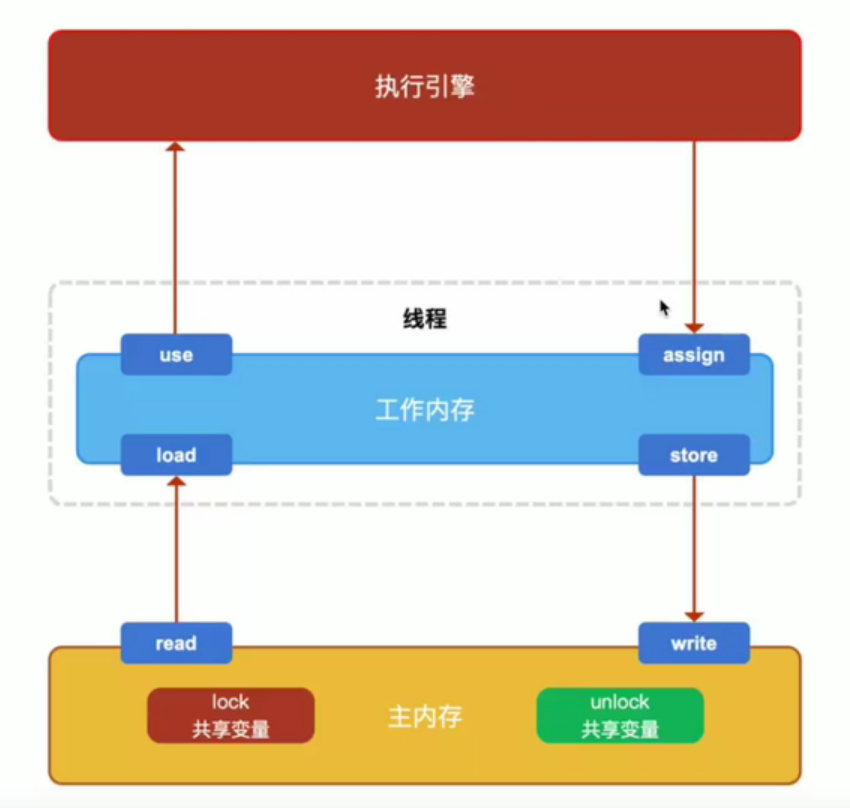 执行引擎
线程
use
assign
工作内存
load
store
read
write
lock
共享变量
主内存
unlock
共享变量